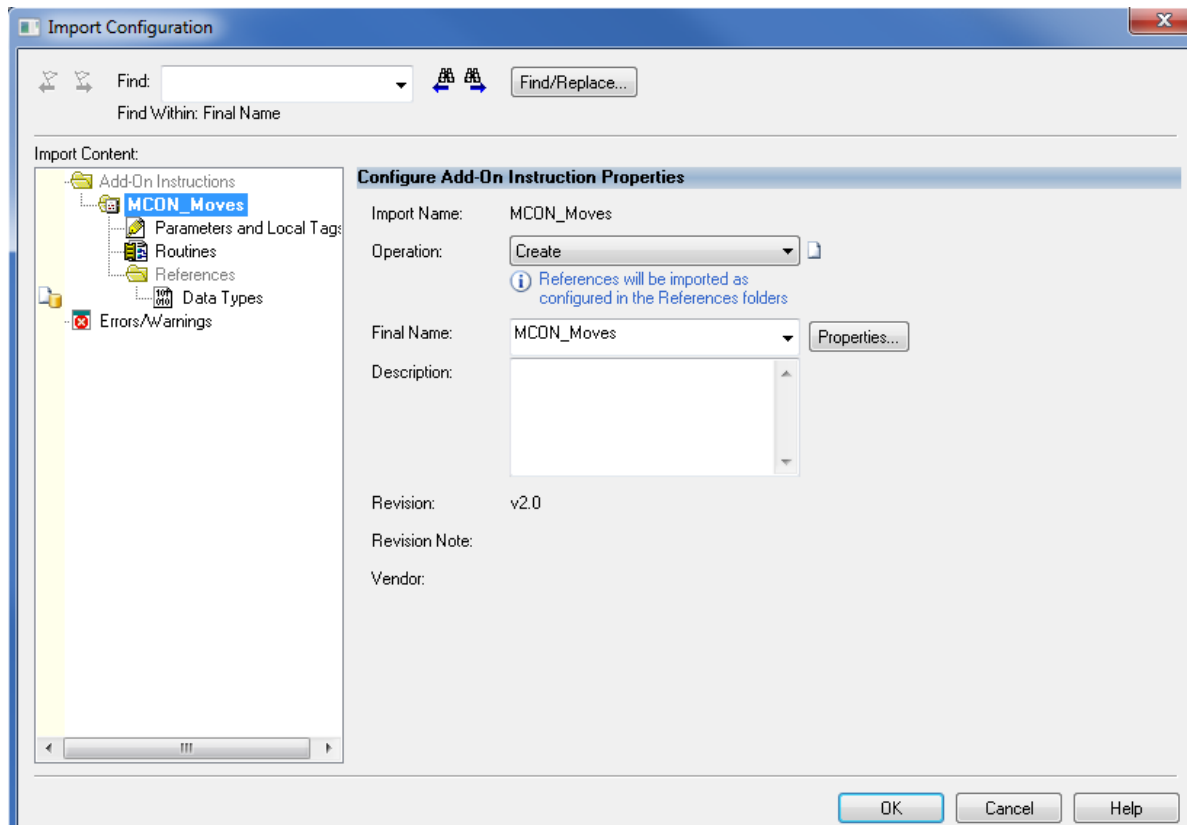 Import Configuration
x
Find:
Find/Replace...
Find Within: Final Name
Import Content:
Add-On Instructions
MCON_Moves
Parameters and Local Tags
Routines
References
Data Types
Errors/Warnings
Configure Add-On Instruction Properties
Import Name: MCON_Moves
Operation: Create
References will be imported as
configured in the References folders
Final Name: MCON_Moves Properties...
Description:
Revision: v2.0
Revision Note:
Vendor:
OK Cancel Help